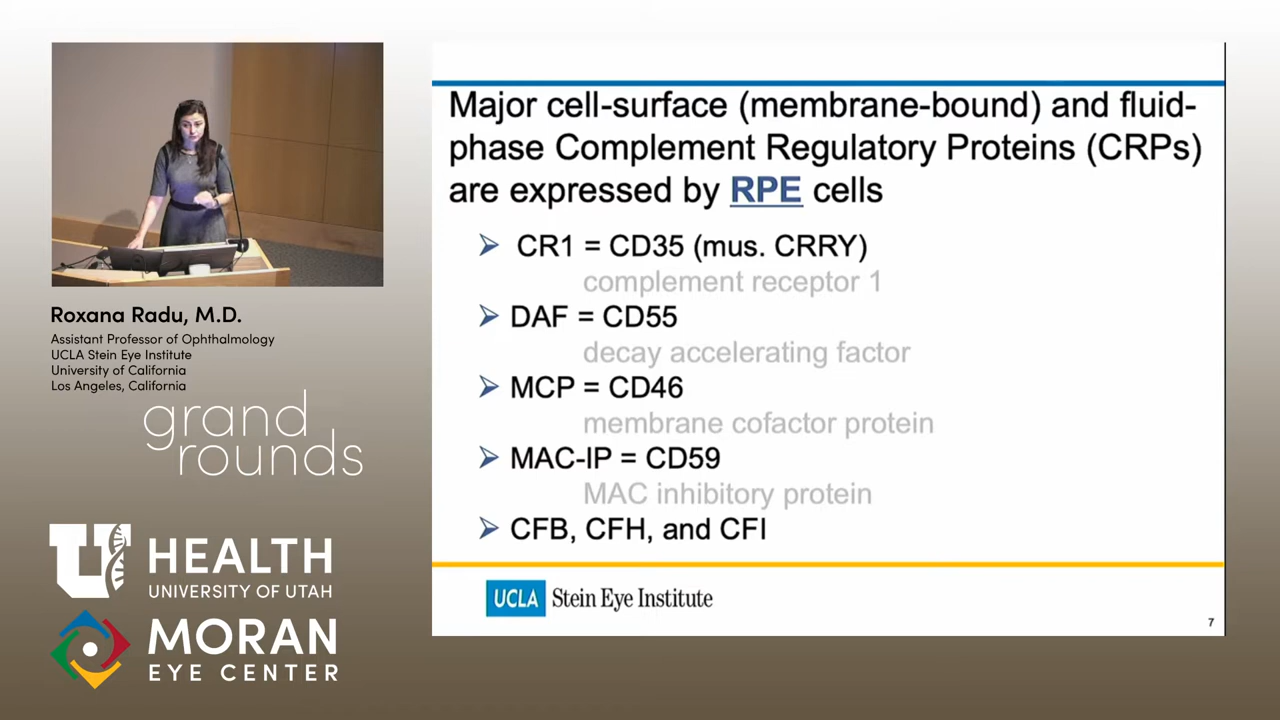 Major cell-surface (membrane-bound) and fluid-
phase Complement Regulatory Proteins (CRPs)
are expressed by RPE cells
➢ CR1 = CD35 (mus. CRRY)
complement receptor 1
➢ DAF = CD55
decay accelerating factor
➢ MCP = CD46
membrane cofactor protein
➢ MAC-IP = CD59
MAC inhibitory protein
➢ CFB, CFH, and CFI
UCLA Stein Eye Institute
7
Roxana Radu, M.D.
Assistant Professor of Ophthalmology
UCLA Stein Eye Institute
University of California
Los Angeles, California
grand
rounds
U HEALTH
UNIVERSITY OF UTAH
MORAN
EYE CENTER